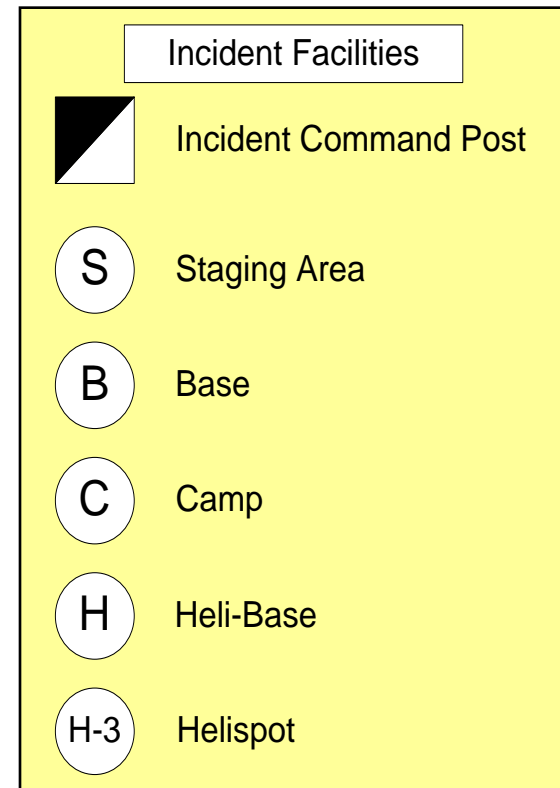 Incident Facilities
Incident Command Post
S Staging Area
B Base
C Camp
H Heli-Base
H-3 Helispot